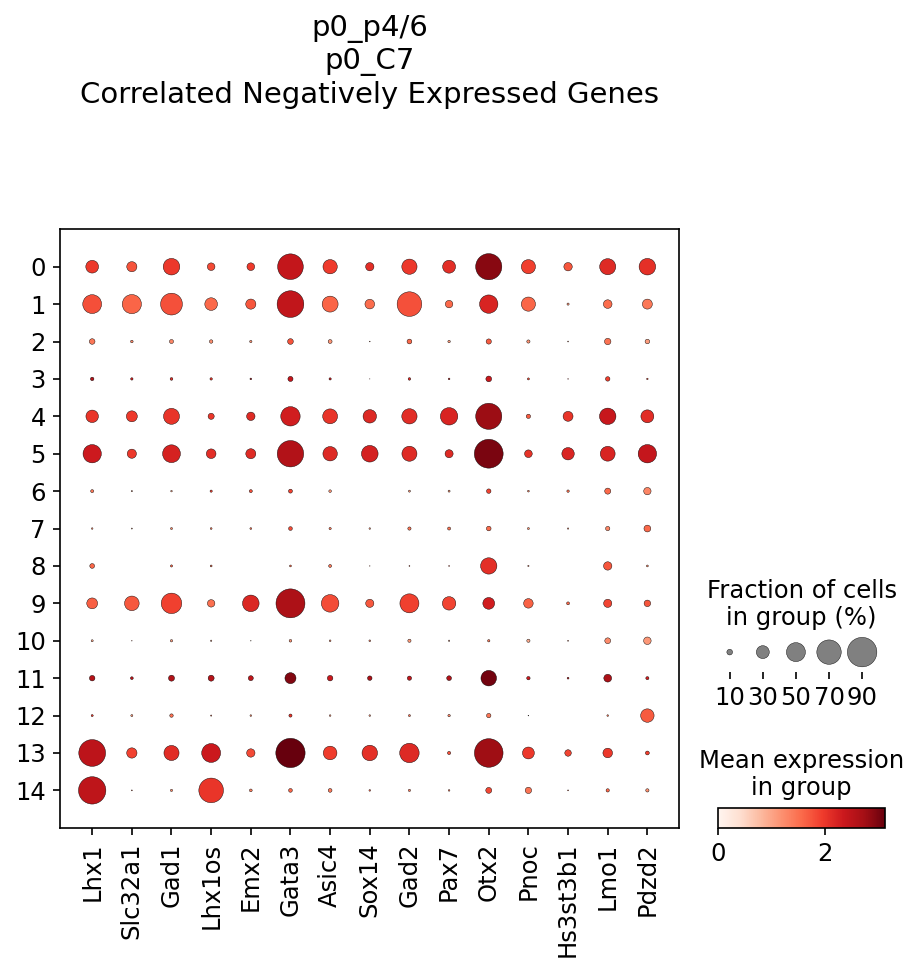 p0_p4/6
p0_C7
Correlated Negatively Expressed Genes
0
1
2
3
4
5
6
7
8
9
10
11
12
13
14
Lhx1
Slc32a1
Gad1
Lhx1os
Emx2
Gata3
Asic4
Sox14
Gad2
Pax7
Otx2
Pnoc
Hs3st3b1
Lmo1
Pdzd2
Fraction of cells
in group (%)
10 30 50 70 90
Mean expression
in group
0 2